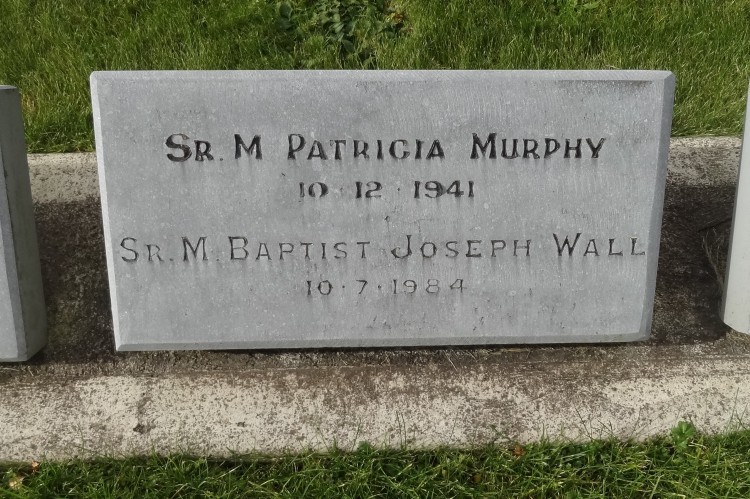 SR. M PATRICIA MURPHY
10 · 12 · 1941
SR. M. BAPTIST JOSEPH WALL
10 · 7 · 1984